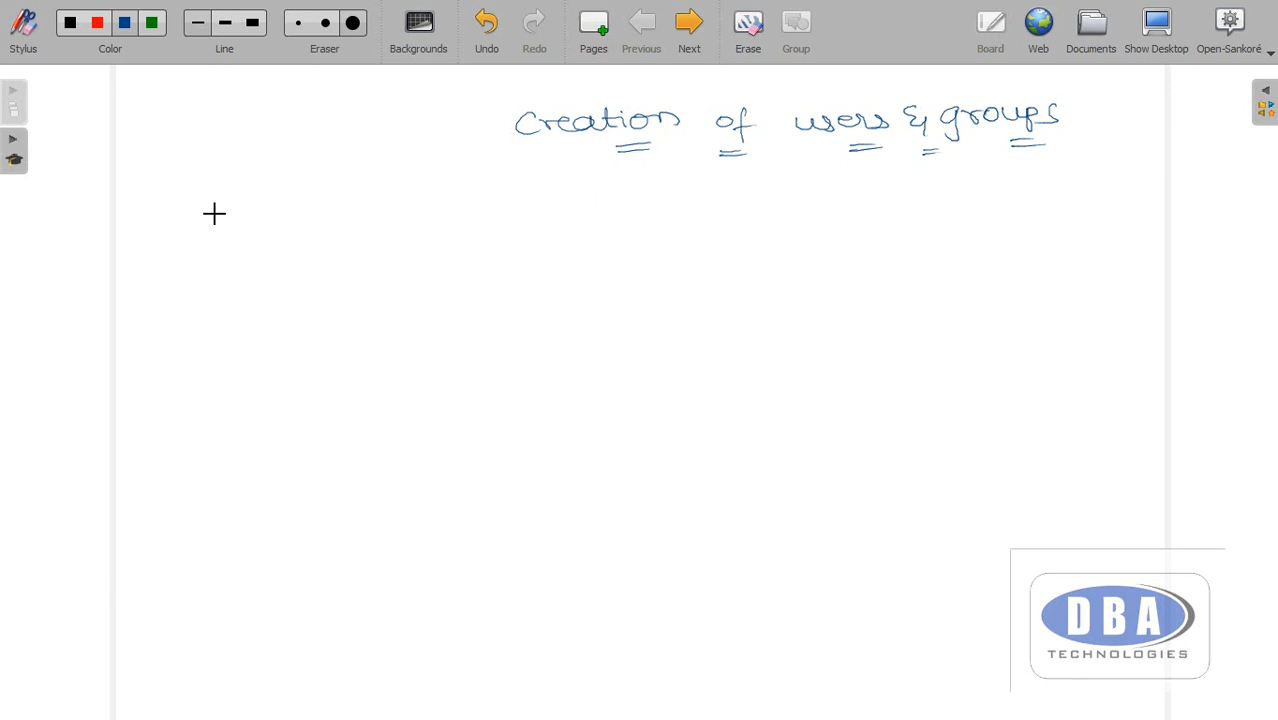 Stylus Color Line Eraser Backgrounds Undo Redo Pages Previous Next Erase Group Board Web Documents Show Desktop Open-Sankoré
Creation of users & groups
DBA
TECHNOLOGIES